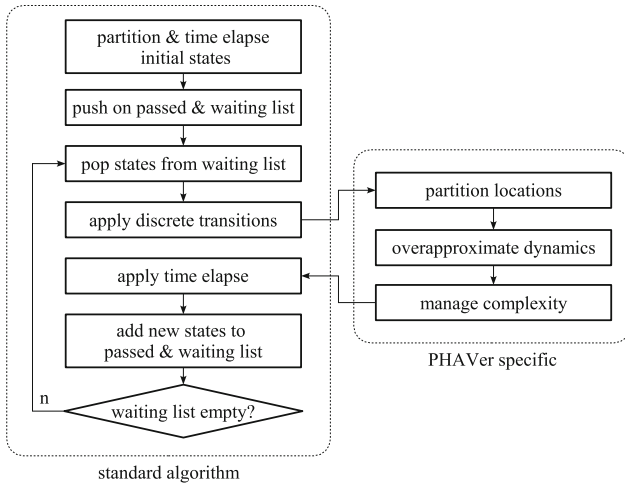 partition & time elapse
initial states
push on passed & waiting list
pop states from waiting list
apply discrete transitions
apply time elapse
add new states to
passed & waiting list
n
waiting list empty?
standard algorithm
partition locations
overapproximate dynamics
manage complexity
PHAVer specific